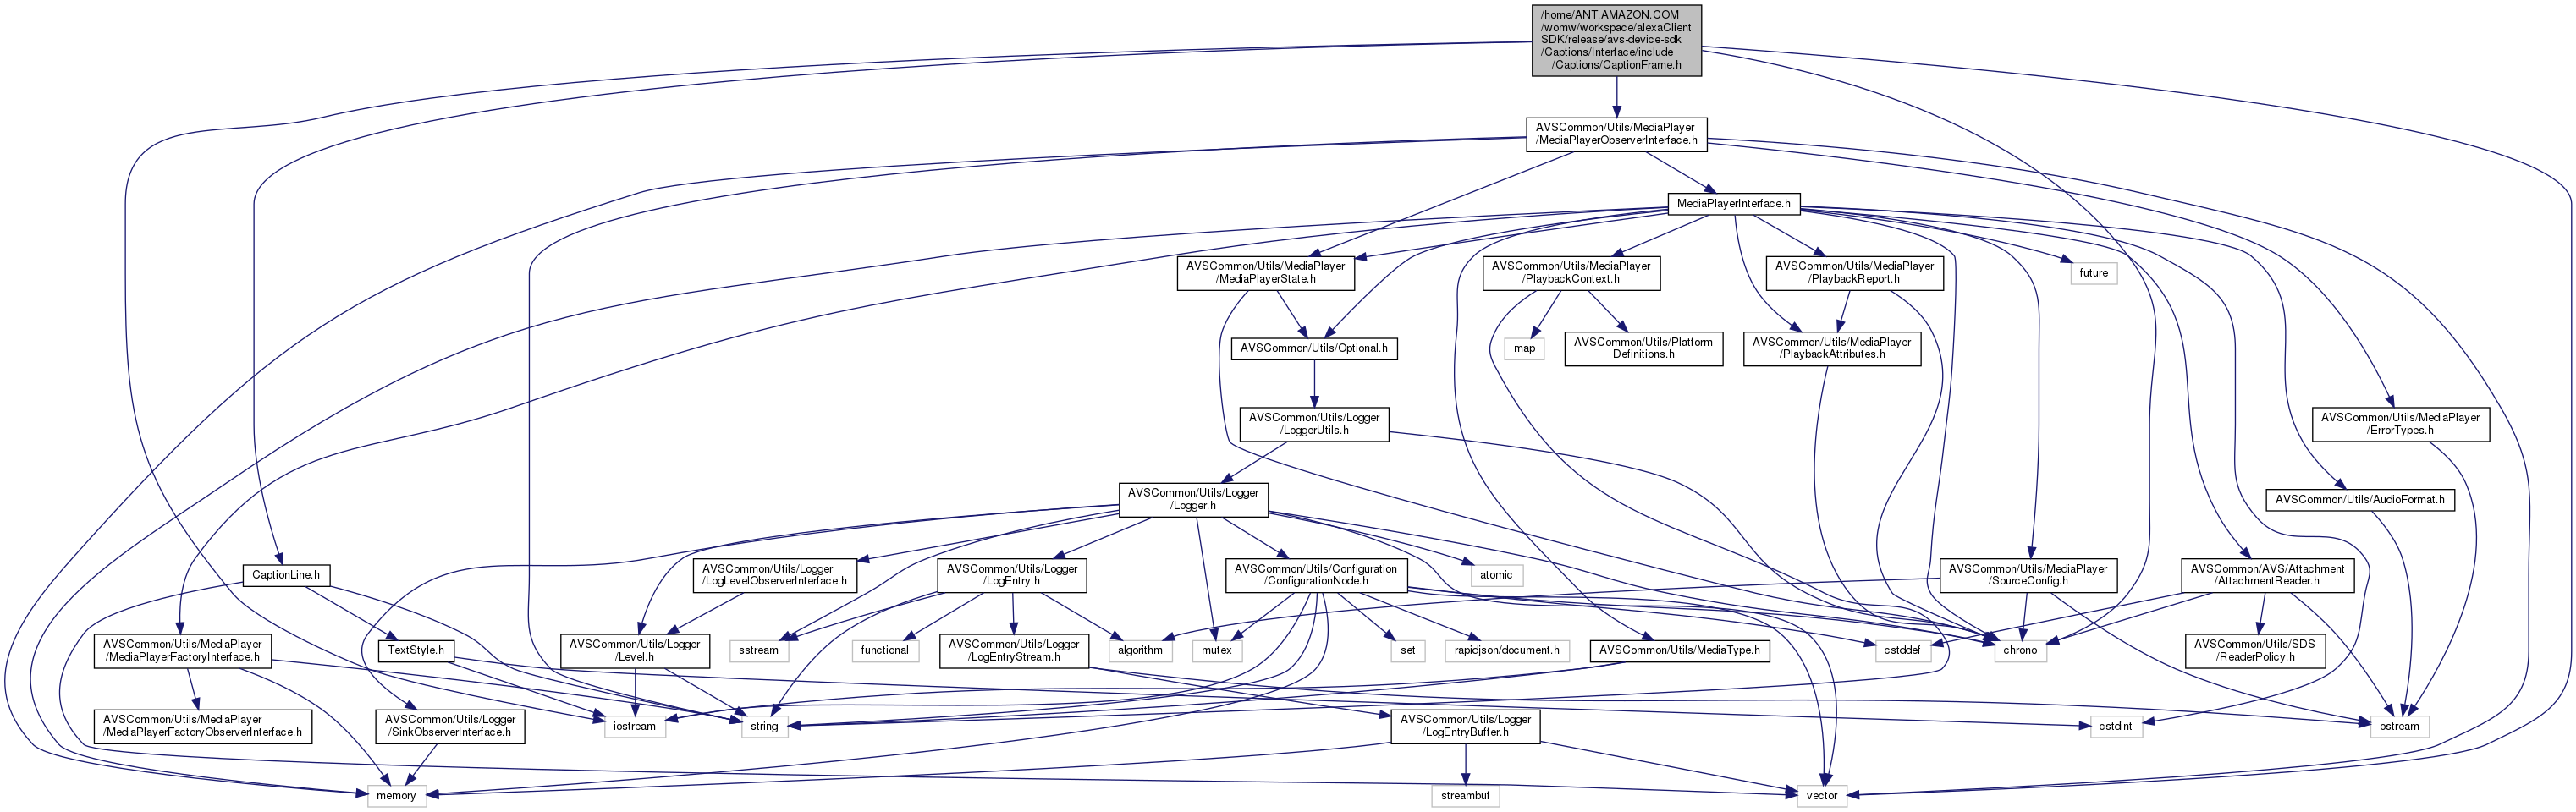 /home/ANT.AMAZON.COM
/womw/workspace/alexaClient
SDK/release/avs-device-sdk
/Captions/Interface/include
/Captions/CaptionFrame.h
AVSCommon/Utils/MediaPlayer
/MediaPlayerObserverInterface.h
MediaPlayerInterface.h
AVSCommon/Utils/MediaPlayer
/MediaPlayerState.h
AVSCommon/Utils/MediaPlayer
/PlaybackContext.h
AVSCommon/Utils/MediaPlayer
/PlaybackReport.h
future
AVSCommon/Utils/Optional.h
map
AVSCommon/Utils/Platform
Definitions.h
AVSCommon/Utils/MediaPlayer
/PlaybackAttributes.h
AVSCommon/Utils/Logger
/LoggerUtils.h
AVSCommon/Utils/MediaPlayer
/ErrorTypes.h
AVSCommon/Utils/Logger
/Logger.h
AVSCommon/Utils/AudioFormat.h
CaptionLine.h
AVSCommon/Utils/Logger
/LogLevelObserverInterface.h
AVSCommon/Utils/Logger
/LogEntry.h
AVSCommon/Utils/Configuration
/ConfigurationNode.h
atomic
AVSCommon/Utils/MediaPlayer
/SourceConfig.h
AVSCommon/AVS/Attachment
/AttachmentReader.h
AVSCommon/Utils/MediaPlayer
/MediaPlayerFactoryInterface.h
TextStyle.h
AVSCommon/Utils/Logger
/Level.h
sstream
functional
AVSCommon/Utils/Logger
/LogEntryStream.h
algorithm
mutex
set
rapidjson/document.h
AVSCommon/Utils/MediaType.h
cstddef
chrono
AVSCommon/Utils/SDS
/ReaderPolicy.h
AVSCommon/Utils/MediaPlayer
/MediaPlayerFactoryObserverInterface.h
AVSCommon/Utils/Logger
/SinkObserverInterface.h
iostream
string
AVSCommon/Utils/Logger
/LogEntryBuffer.h
cstdint
ostream
memory
streambuf
vector